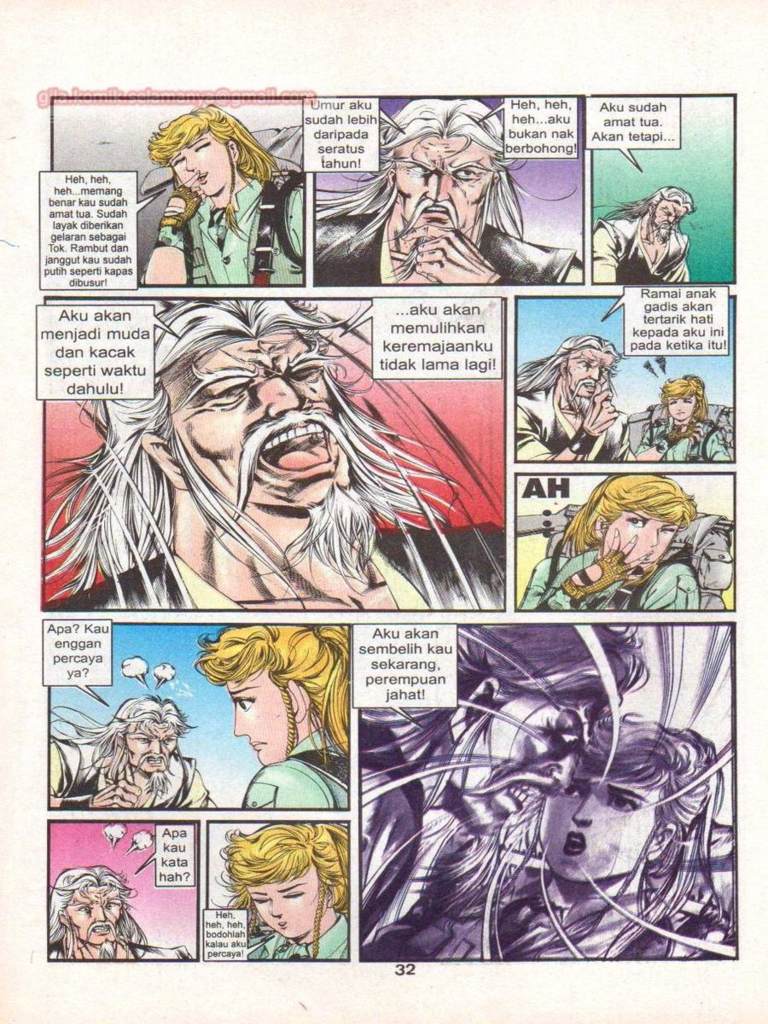 gila.komik.selamanya@gmail.com
Heh, heh,
heh...memang
benar kau sudah
amat tua. Sudah
layak diberikan
gelaran sebagai
Tok. Rambut dan
janggut kau sudah
putih seperti kapas
dibusur!
Umur aku
sudah lebih
daripada
seratus
tahun!
Heh, heh,
heh...aku
bukan nak
berbohong!
Aku sudah
amat tua.
Akan tetapi...
Aku akan
menjadi muda
dan kacak
seperti waktu
dahulu!
...aku akan
memulihkan
keremajaanku
tidak lama lagi!
Ramai anak
gadis akan
tertarik hati
kepada aku ini
pada ketika itu!
AH
Apa? Kau
enggan
percaya
ya?
Apa
kau
kata
hah?
Heh,
heh, heh,
bodohlah
kalau aku
percaya!
Aku akan
sembelih kau
sekarang,
perempuan
jahat!
32